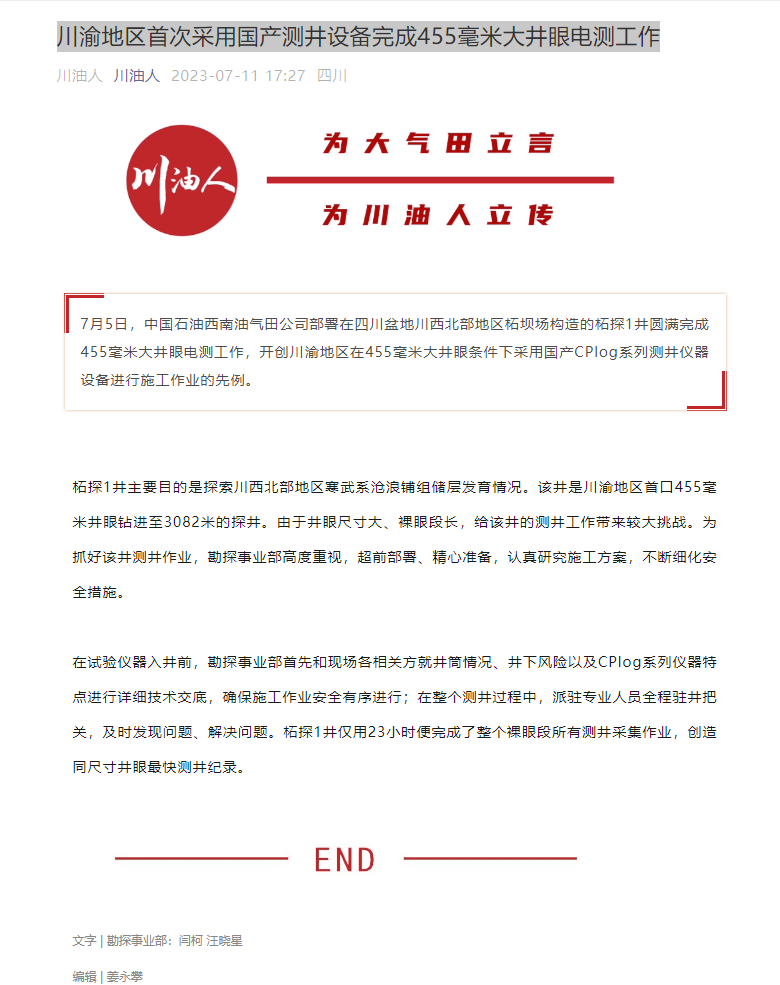 川渝地区首次采用国产测井设备完成455毫米大井眼电测工作
川油人 川油人 2023-07-11 17:27 四川
川油人
为大气田立言
为川油人立传
7月5日，中国石油西南油气田公司部署在四川盆地川西北部地区柘坝场构造的柘探1井圆满完成
455毫米大井眼电测工作，开创川渝地区在455毫米大井眼条件下采用国产CPlog系列测井仪器
设备进行施工作业的先例。
柘探1井主要目的是探索川西北部地区寒武系沧浪铺组储层发育情况。该井是川渝地区首口455毫
米井眼钻进至3082米的探井。由于井眼尺寸大、裸眼段长，给该井的测井工作带来较大挑战。为
抓好该井测井作业，勘探事业部高度重视，超前部署、精心准备，认真研究施工方案，不断细化安
全措施。
在试验仪器入井前，勘探事业部首先和现场各相关方就井筒情况、井下风险以及CPlog系列仪器特
点进行详细技术交底，确保施工作业安全有序进行；在整个测井过程中，派驻专业人员全程驻井把
关，及时发现问题、解决问题。柘探1井仅用23小时便完成了整个裸眼段所有测井采集作业，创造
同尺寸井眼最快测井纪录。
END
文字 | 勘探事业部：闫柯 汪晓星
编辑 | 姜永攀